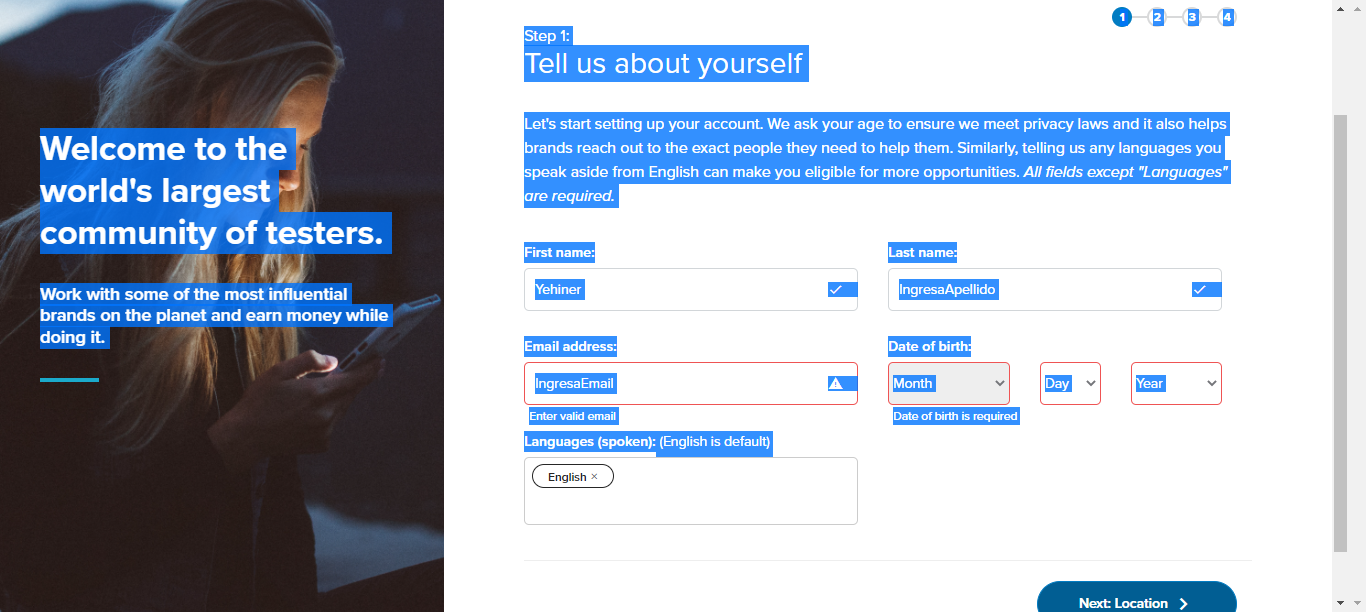 Welcome to the
world's largest
community of testers.
Work with some of the most influential
brands on the planet and earn money while
doing it.
1 2 3 4
Step 1:
Tell us about yourself
Let's start setting up your account. We ask your age to ensure we meet privacy laws and it also helps
brands reach out to the exact people they need to help them. Similarly, telling us any languages you
speak aside from English can make you eligible for more opportunities. All fields except "Languages"
are required.
First name: Last name:
Yehiner IngresaApellido
Email address: Date of birth:
IngresaEmail Month Day Year
Enter valid email Date of birth is required
Languages (spoken): (English is default)
English ×
Next: Location